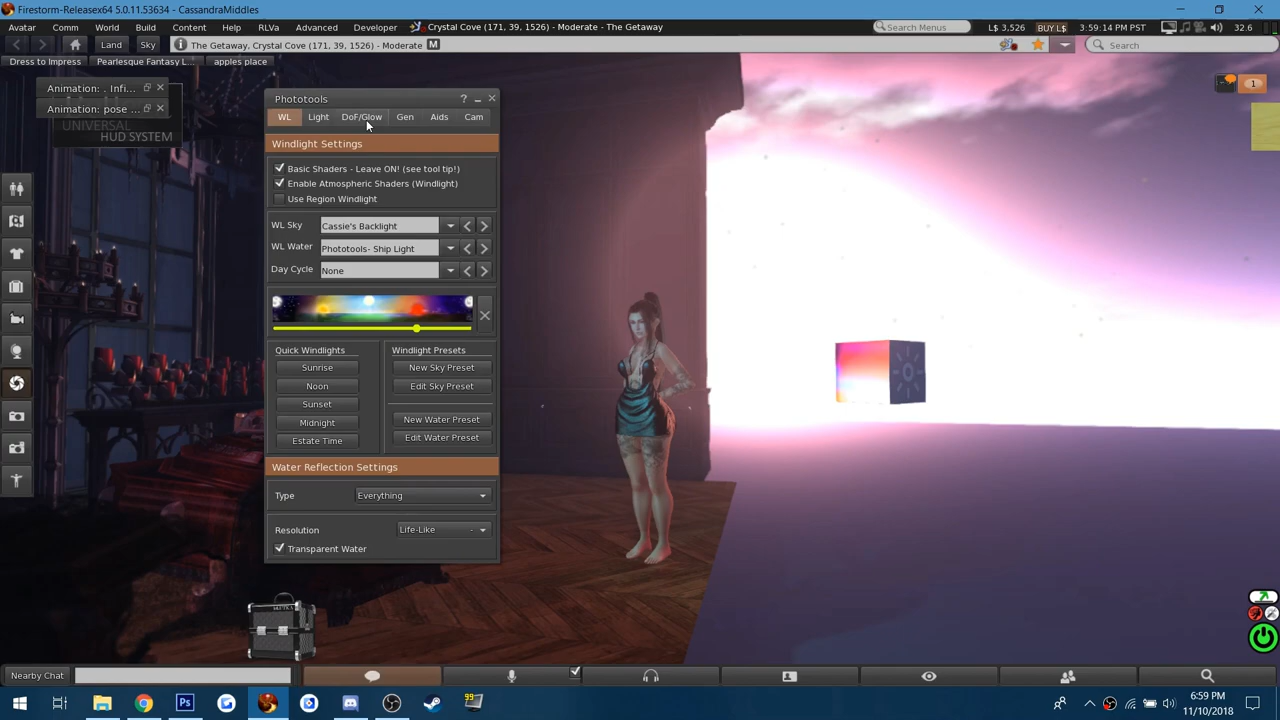 Firestorm-Releasex64 5.0.11.53634 - CassandraMiddles
Avatar Comm World Build Content Help RLVa Advanced Developer Crystal Cove (171, 39, 1526) - Moderate - The Getaway Search Menus L$ 3,526 BUY L$ 3:59:14 PM PST 32.6
Land Sky The Getaway, Crystal Cove (171, 39, 1526) - Moderate M Search
Dress to Impress Pearlesque Fantasy L... apples place
Animation: . Infi...
Animation: pose ...
UNIVERSAL
HUD SYSTEM
1
Phototools ?
WL Light DoF/Glow Gen Aids Cam
Windlight Settings
Basic Shaders - Leave ON! (see tool tip!)
Enable Atmospheric Shaders (Windlight)
Use Region Windlight
WL Sky Cassie's Backlight
WL Water Phototools- Ship Light
Day Cycle None
Quick Windlights Windlight Presets
Sunrise New Sky Preset
Noon Edit Sky Preset
Sunset
Midnight New Water Preset
Estate Time Edit Water Preset
Water Reflection Settings
Type Everything
Resolution Life-Like -
Transparent Water
Nearby Chat
Ps 99
6:59 PM
11/10/2018